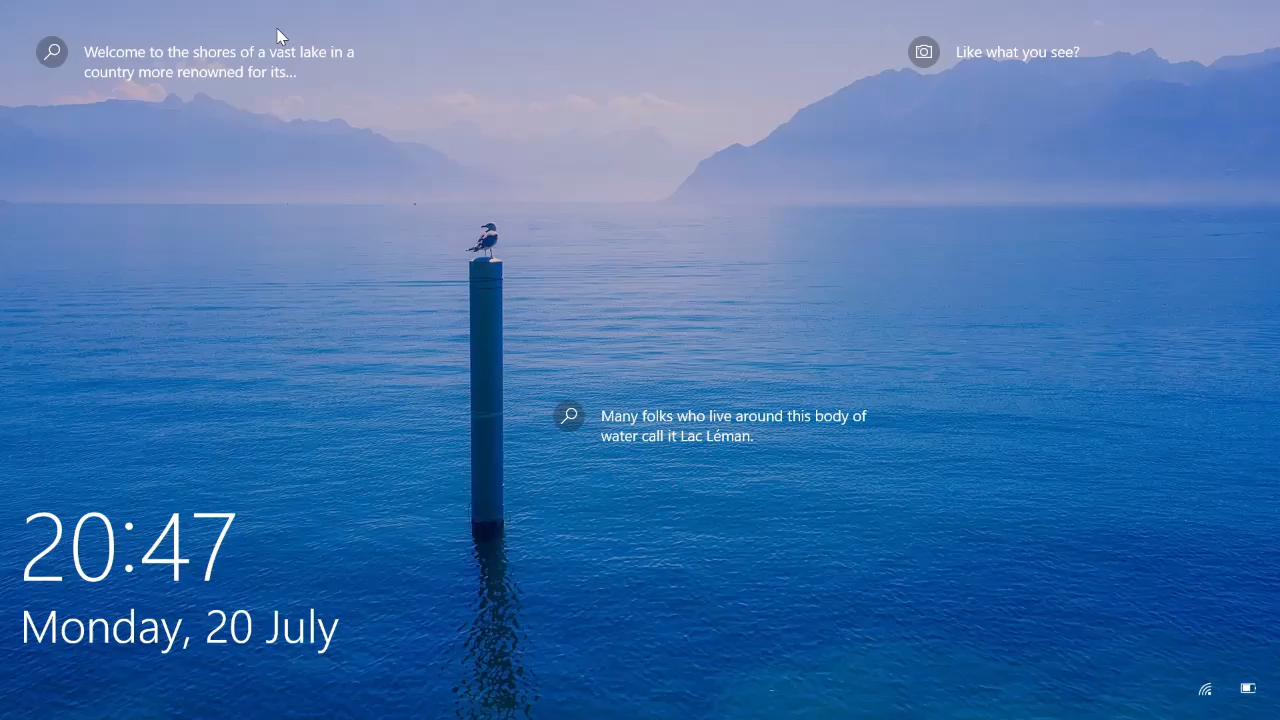 Welcome to the shores of a vast lake in a
country more renowned for its...
Like what you see?
Many folks who live around this body of
water call it Lac Léman.
20:47
Monday, 20 July